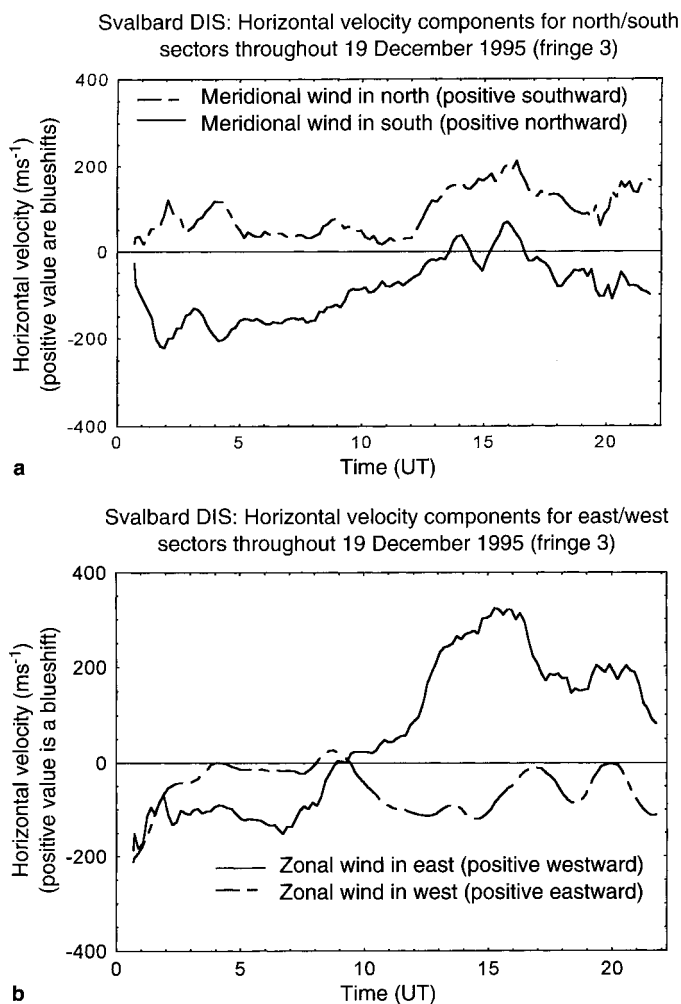 Svalbard DIS: Horizontal velocity components for north/south
sectors throughout 19 December 1995 (fringe 3)
400
200
0
-200
-400
Horizontal velocity (ms-1)
(positive value are blueshifts)
Meridional wind in north (positive southward)
Meridional wind in south (positive northward)
0
5
10
15
20
Time (UT)
a
Svalbard DIS: Horizontal velocity components for east/west
sectors throughout 19 December 1995 (fringe 3)
400
200
0
-200
-400
Horizontal velocity (ms-1)
(positive value is a blueshift)
Zonal wind in east (positive westward)
Zonal wind in west (positive eastward)
0
5
10
15
20
Time (UT)
b